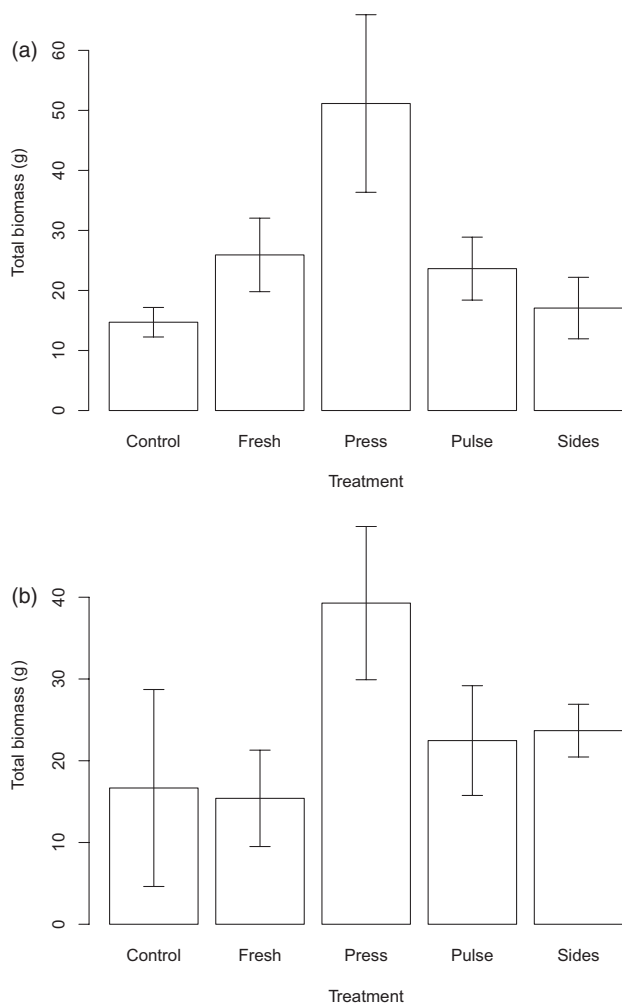 (a)
Total biomass (g)
60
50
40
30
20
10
0
Control Fresh Press Pulse Sides
Treatment
(b)
Total biomass (g)
40
30
20
10
0
Control Fresh Press Pulse Sides
Treatment